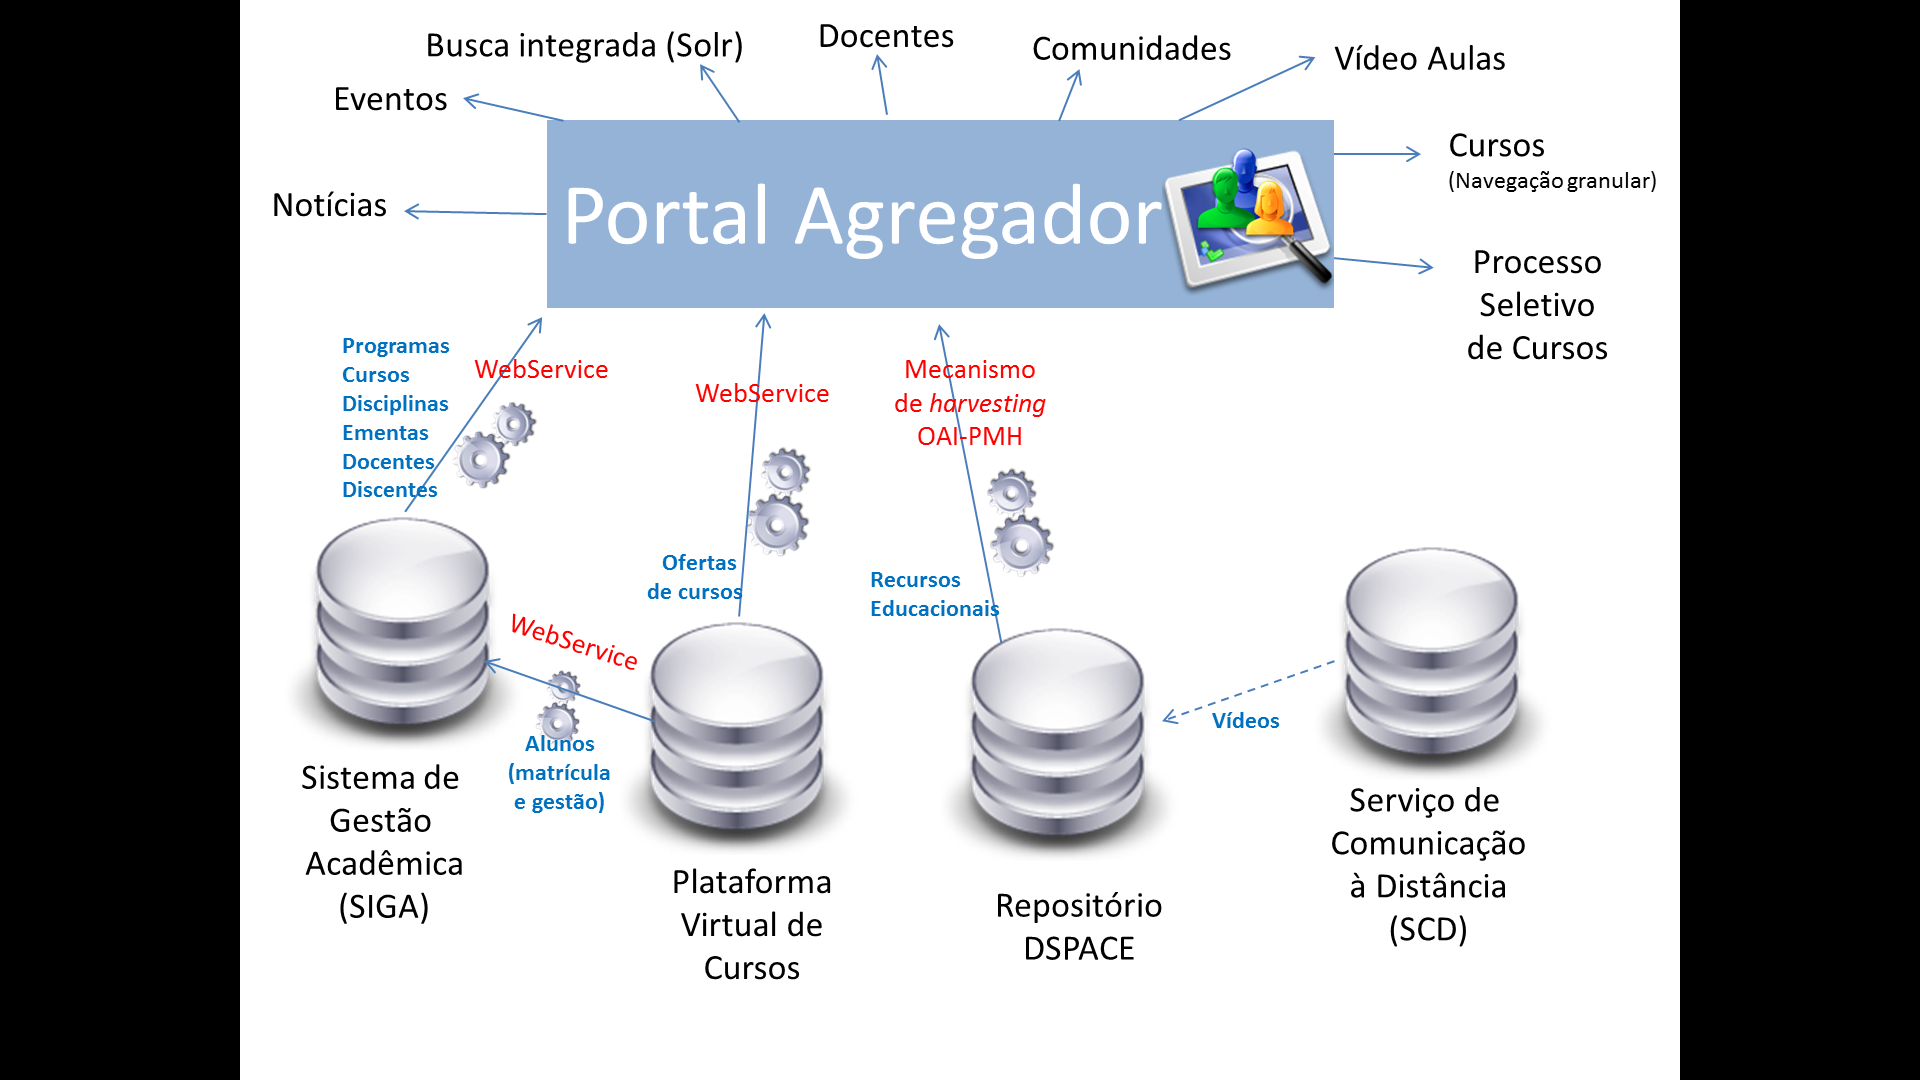 Busca integrada (Solr)
Docentes
Comunidades
Vídeo Aulas
Eventos
Cursos
(Navegação granular)
Notícias
Portal Agregador
Processo
Seletivo
de Cursos
Programas
Cursos
Disciplinas
Ementas
Docentes
Discentes
WebService
WebService
Mecanismo
de harvesting
OAI-PMH
Ofertas
de cursos
Recursos
Educacionais
WebService
Alunos
(matrícula
e gestão)
Vídeos
Sistema de
Gestão
Acadêmica
(SIGA)
Plataforma
Virtual de
Cursos
Repositório
DSPACE
Serviço de
Comunicação
à Distância
(SCD)